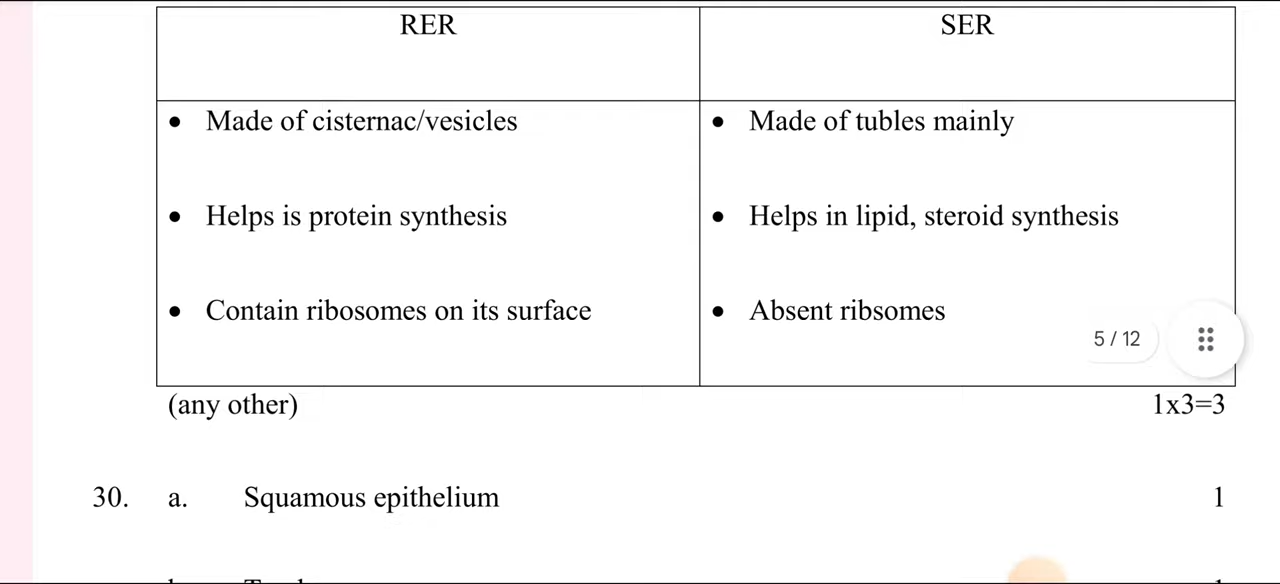 RER SER
• Made of cisternac/vesicles • Made of tubles mainly
• Helps is protein synthesis • Helps in lipid, steroid synthesis
• Contain ribosomes on its surface • Absent ribsomes
5 / 12
(any other) 1x3=3
30. a. Squamous epithelium 1